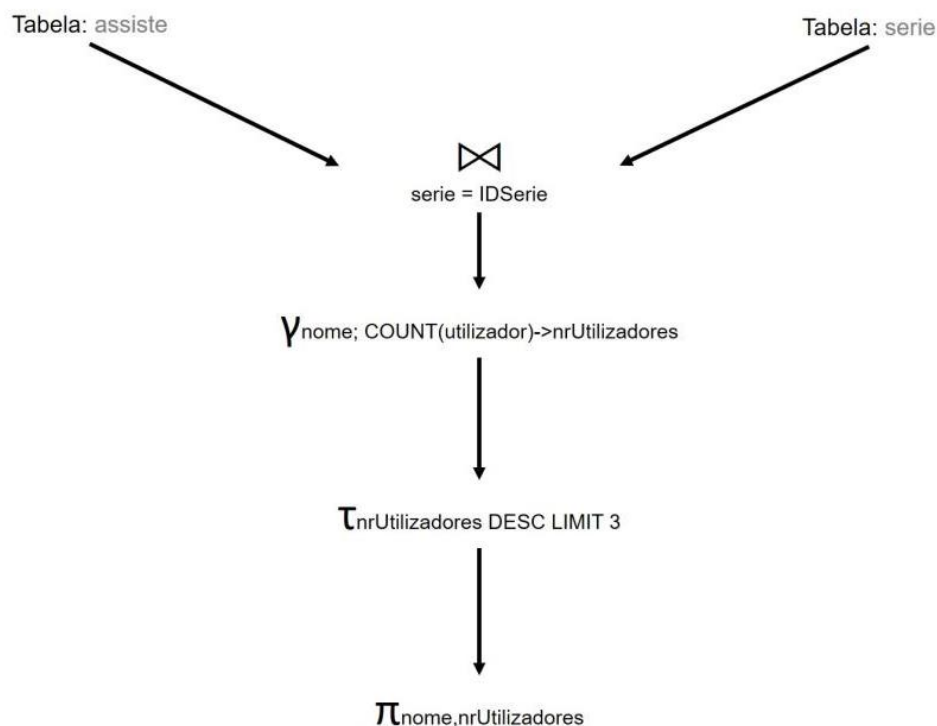 Tabela: assiste
Tabela: serie
⋈
serie = IDSerie
γnome; COUNT(utilizador)->nrUtilizadores
τnrUtilizadores DESC LIMIT 3
πnome,nrUtilizadores